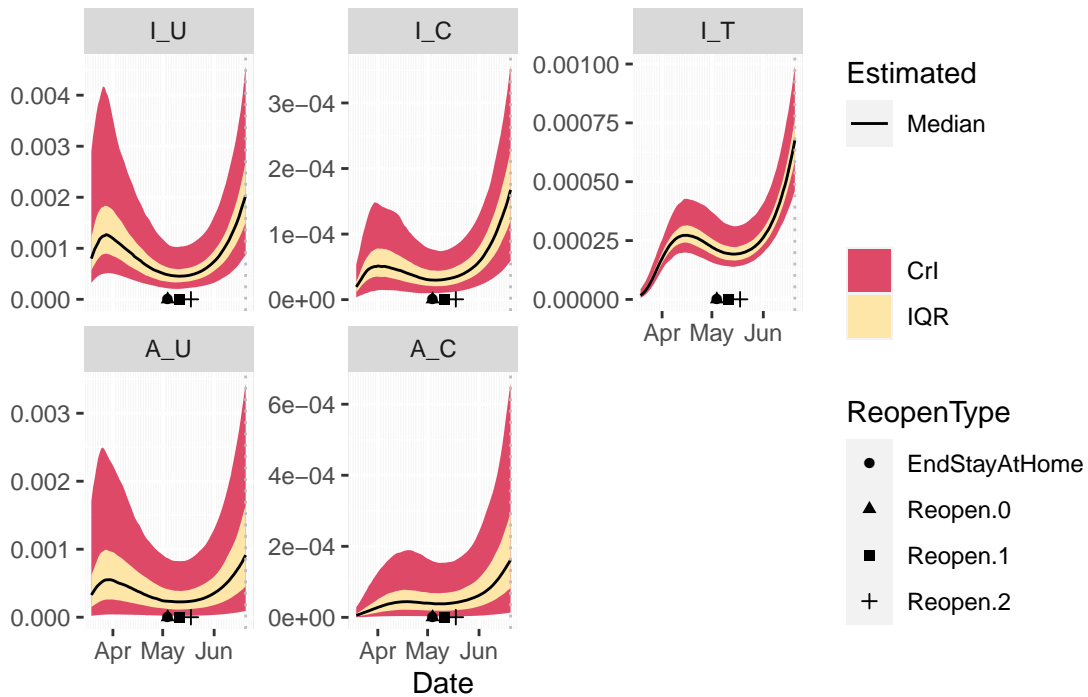 I_U
I_C
I_T
0.004
0.003
0.002
0.001
0.000
3e−04
2e−04
1e−04
0e+00
0.00100
0.00075
0.00050
0.00025
0.00000
Apr May Jun
A_U
A_C
0.003
0.002
0.001
0.000
6e−04
4e−04
2e−04
0e+00
Apr May Jun
Apr May Jun
Date
Estimated
Median
CrI
IQR
ReopenType
EndStayAtHome
Reopen.0
Reopen.1
Reopen.2